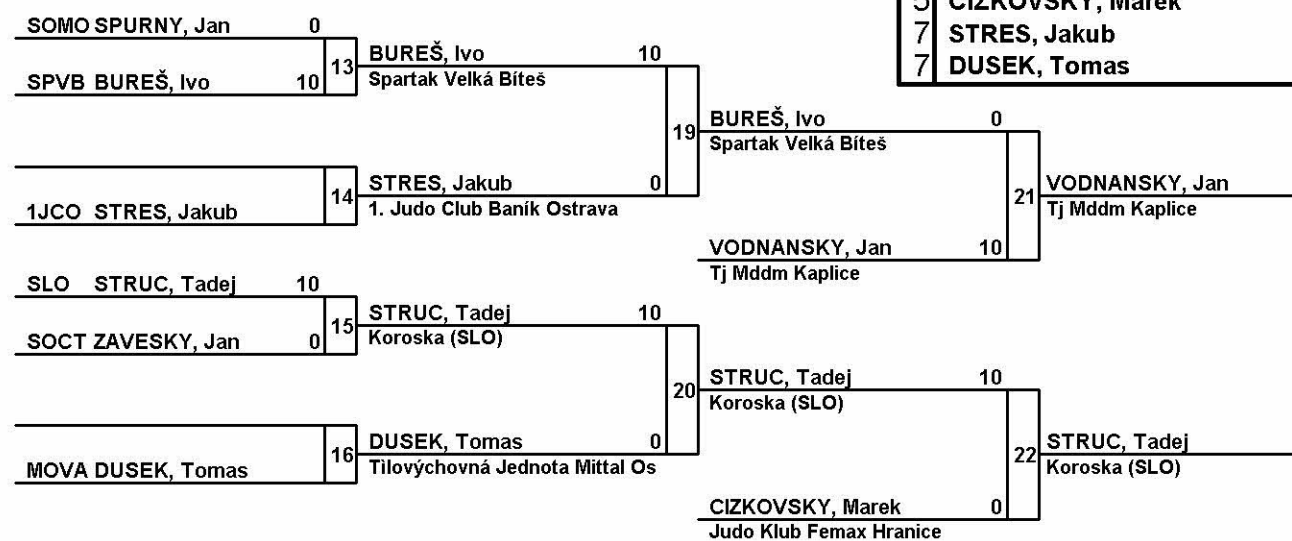 5 CIZKOVSKY, Marek
7 STRES, Jakub
7 DUSEK, Tomas
SOMO SPURNY, Jan 0
SPVB BUREŠ, Ivo 10
13
BUREŠ, Ivo 10
Spartak Velká Bíteš
1JCO STRES, Jakub
14
STRES, Jakub 0
1. Judo Club Baník Ostrava
19
BUREŠ, Ivo 0
Spartak Velká Bíteš
VODNANSKY, Jan 10
Tj Mddm Kaplice
21
VODNANSKY, Jan
Tj Mddm Kaplice
SLO STRUC, Tadej 10
SOCT ZAVESKY, Jan 0
15
STRUC, Tadej 10
Koroska (SLO)
MOVA DUSEK, Tomas
16
DUSEK, Tomas 0
Tìlovýchovná Jednota Mittal Os
20
STRUC, Tadej 10
Koroska (SLO)
CIZKOVSKY, Marek 0
Judo Klub Femax Hranice
22
STRUC, Tadej
Koroska (SLO)